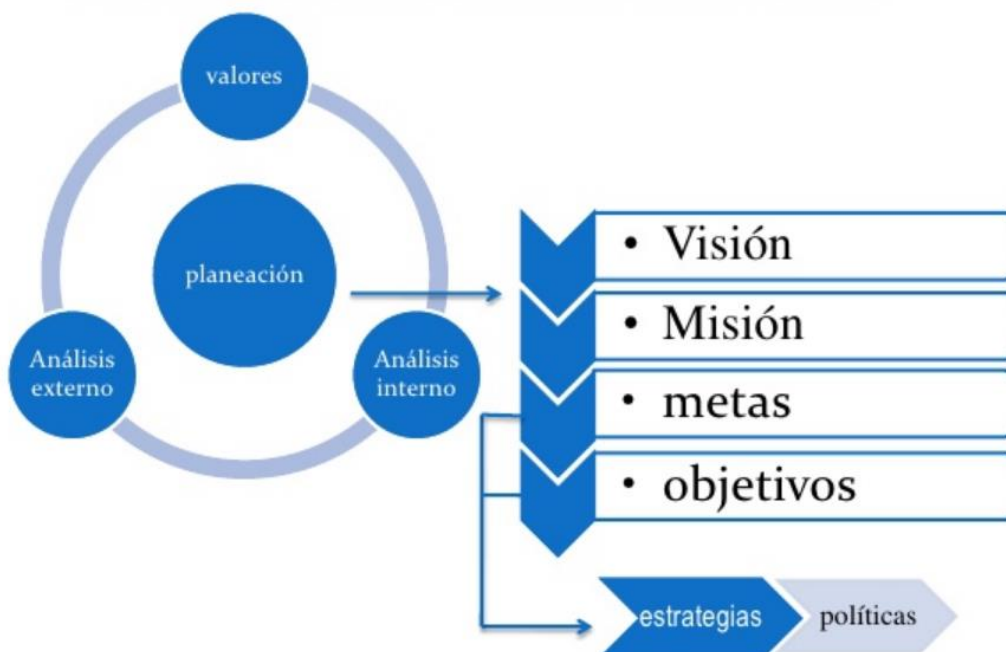 valores
planeación
Análisis
externo
Análisis
interno
• Visión
• Misión
• metas
• objetivos
estrategias
políticas